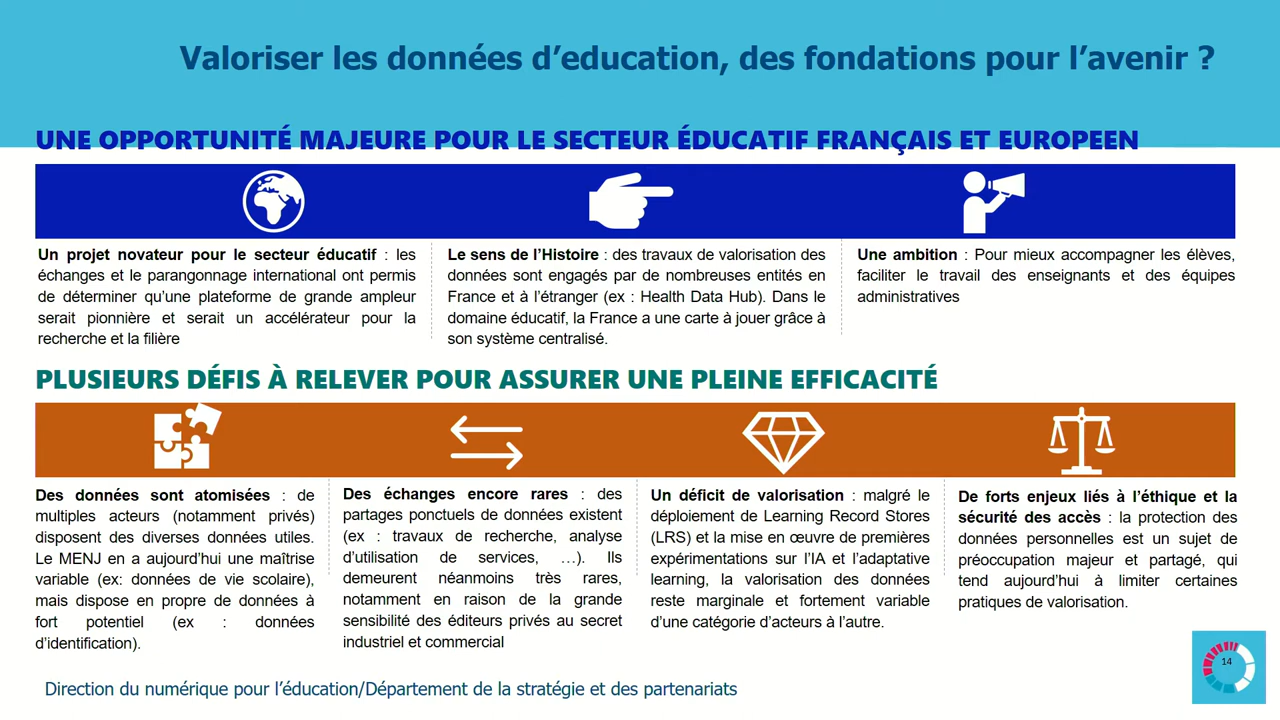 Valoriser les données d’education, des fondations pour l’avenir ?
UNE OPPORTUNITÉ MAJEURE POUR LE SECTEUR ÉDUCATIF FRANÇAIS ET EUROPEEN
Un projet novateur pour le secteur éducatif : les
échanges et le parangonnage international ont permis
de déterminer qu’une plateforme de grande ampleur
serait pionnière et serait un accélérateur pour la
recherche et la filière
Le sens de l’Histoire : des travaux de valorisation des
données sont engagés par de nombreuses entités en
France et à l’étranger (ex : Health Data Hub). Dans le
domaine éducatif, la France a une carte à jouer grâce à
son système centralisé.
Une ambition : Pour mieux accompagner les élèves,
faciliter le travail des enseignants et des équipes
administratives
PLUSIEURS DÉFIS À RELEVER POUR ASSURER UNE PLEINE EFFICACITÉ
Des données sont atomisées : de
multiples acteurs (notamment privés)
disposent des diverses données utiles.
Le MENJ en a aujourd’hui une maîtrise
variable (ex: données de vie scolaire),
mais dispose en propre de données à
fort potentiel (ex : données
d’identification).
Des échanges encore rares : des
partages ponctuels de données existent
(ex : travaux de recherche, analyse
d’utilisation de services, …). Ils
demeurent néanmoins très rares,
notamment en raison de la grande
sensibilité des éditeurs privés au secret
industriel et commercial
Un déficit de valorisation : malgré le
déploiement de Learning Record Stores
(LRS) et la mise en œuvre de premières
expérimentations sur l’IA et l’adaptative
learning, la valorisation des données
reste marginale et fortement variable
d’une catégorie d’acteurs à l’autre.
De forts enjeux liés à l’éthique et la
sécurité des accès : la protection des
données personnelles est un sujet de
préoccupation majeur et partagé, qui
tend aujourd’hui à limiter certaines
pratiques de valorisation.
14
Direction du numérique pour l’éducation/Département de la stratégie et des partenariats